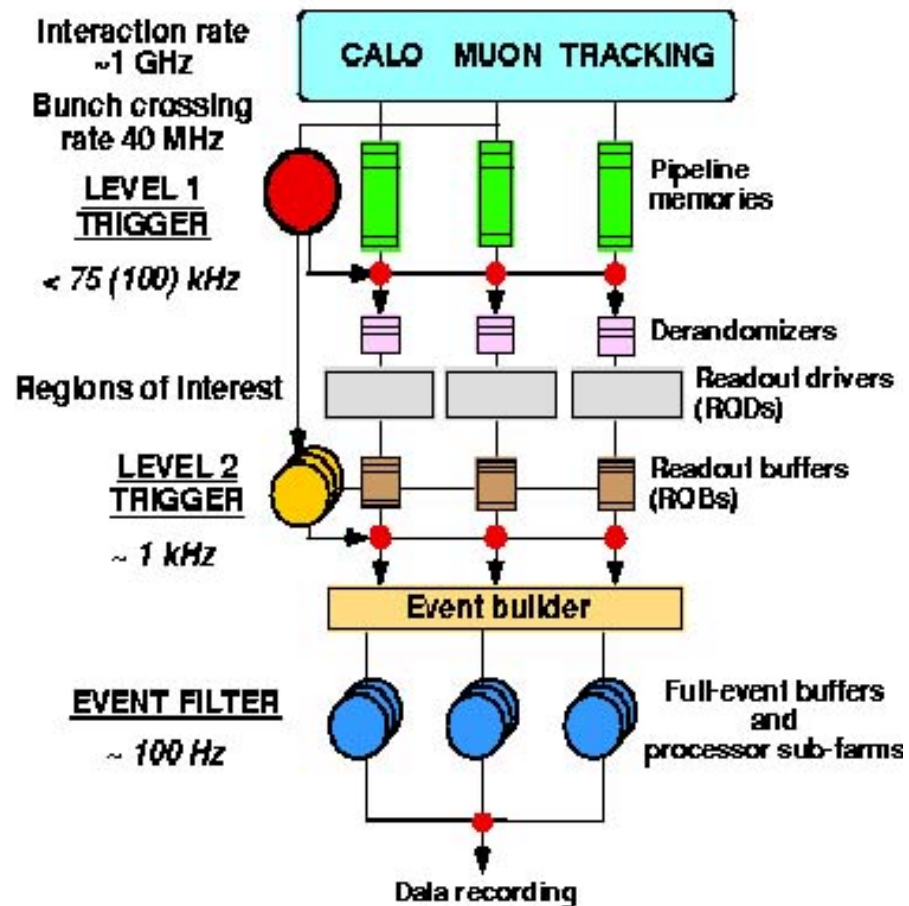 Interaction rate
~1 GHz
CALO MUON TRACKING
Bunch crossing
rate 40 MHz
LEVEL 1
TRIGGER
Pipeline
memories
< 75 (100) kHz
Derandomizers
Regions of Interest
Readout drivers
(RODs)
LEVEL 2
TRIGGER
Readout buffers
(ROBs)
~ 1 kHz
Event builder
EVENT FILTER
~ 100 Hz
Full-event buffers
and
processor sub-farms
Data recording